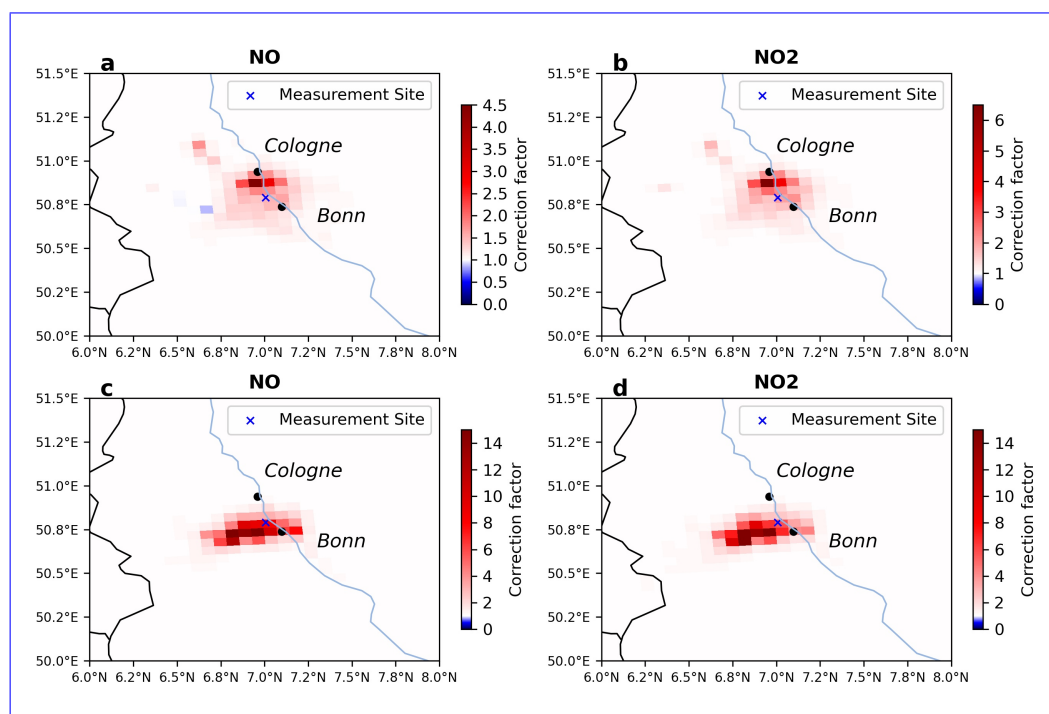 a
NO
51.5°E
51.2°E
51.0°E
50.8°E
50.5°E
50.2°E
50.0°E
6.0°N 6.2°N 6.5°N 6.8°N 7.0°N 7.2°N 7.5°N 7.8°N 8.0°N
Measurement Site
Cologne
Bonn
4.5
4.0
3.5
3.0
2.5
2.0
1.5
1.0
0.5
0.0
Correction factor
b
NO2
51.5°E
51.2°E
51.0°E
50.8°E
50.5°E
50.2°E
50.0°E
6.0°N 6.2°N 6.5°N 6.8°N 7.0°N 7.2°N 7.5°N 7.8°N 8.0°N
Measurement Site
Cologne
Bonn
6
5
4
3
2
1
0
Correction factor
c
NO
51.5°E
51.2°E
51.0°E
50.8°E
50.5°E
50.2°E
50.0°E
6.0°N 6.2°N 6.5°N 6.8°N 7.0°N 7.2°N 7.5°N 7.8°N 8.0°N
Measurement Site
Cologne
Bonn
14
12
10
8
6
4
2
0
Correction factor
d
NO2
51.5°E
51.2°E
51.0°E
50.8°E
50.5°E
50.2°E
50.0°E
6.0°N 6.2°N 6.5°N 6.8°N 7.0°N 7.2°N 7.5°N 7.8°N 8.0°N
Measurement Site
Cologne
Bonn
14
12
10
8
6
4
2
0
Correction factor